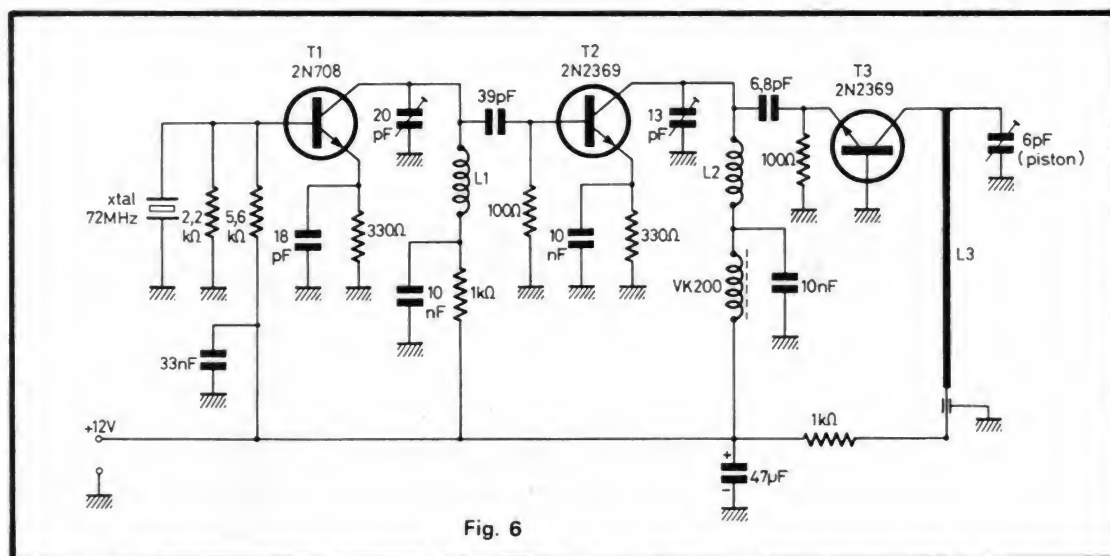 T1
2N708
T2
2N2369
T3
2N2369
20
pF
39pF
13
pF
6,8pF
6pF
(piston)
xtal
72MHz
2,2
kΩ
5,6
kΩ
18
pF
330Ω
L1
100Ω
10
nF
330Ω
L2
100Ω
L3
10
nF
1kΩ
VK200
10nF
33nF
+12V
1kΩ
+
47µF
−
Fig. 6